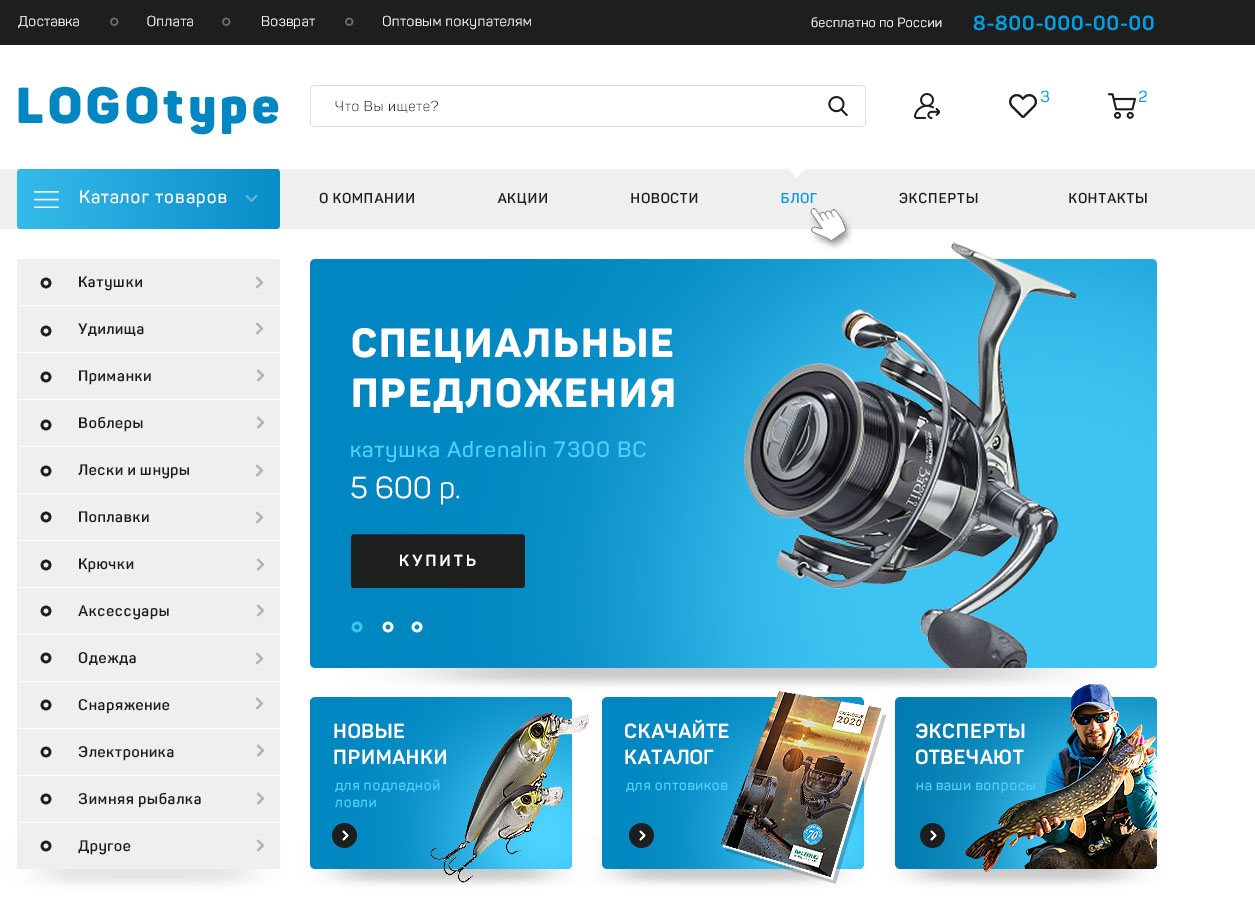 Доставка
Оплата
Возврат
Оптовым покупателям
бесплатно по России
8-800-000-00-00
LOGOtype
Что Вы ищете?
3
2
Каталог товаров
О КОМПАНИИ
АКЦИИ
НОВОСТИ
БЛОГ
ЭКСПЕРТЫ
КОНТАКТЫ
Катушки
Удилища
Приманки
Воблеры
Лески и шнуры
Поплавки
Крючки
Аксессуары
Одежда
Снаряжение
Электроника
Зимняя рыбалка
Другое
СПЕЦИАЛЬНЫЕ
ПРЕДЛОЖЕНИЯ
катушка Adrenalin 7300 BC
5 600 р.
КУПИТЬ
НОВЫЕ
ПРИМАНКИ
для подледной
ловли
СКАЧАЙТЕ
КАТАЛОГ
для оптовиков
2020
70
ЭКСПЕРТЫ
ОТВЕЧАЮТ
на ваши вопросы